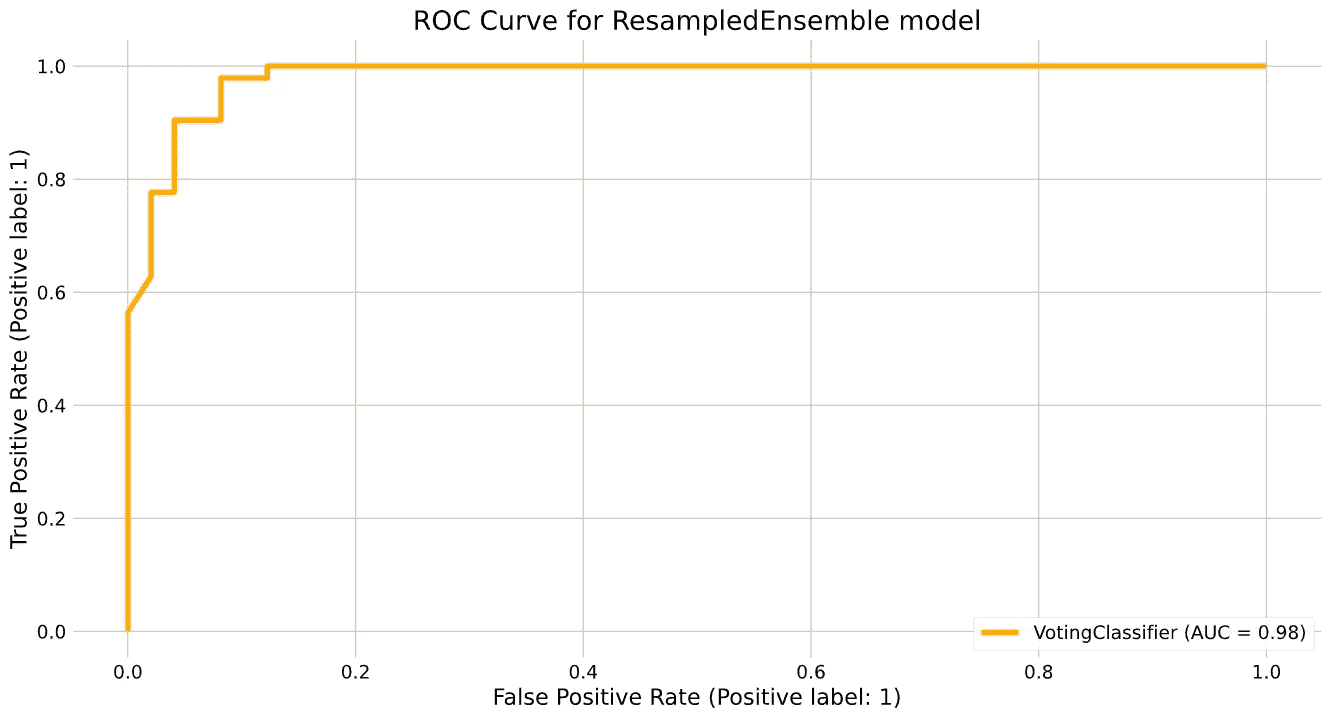 ROC Curve for ResampledEnsemble model
True Positive Rate (Positive label: 1)
1.0
0.8
0.6
0.4
0.2
0.0
VotingClassifier (AUC = 0.98)
0.0 0.2 0.4 0.6 0.8 1.0
False Positive Rate (Positive label: 1)